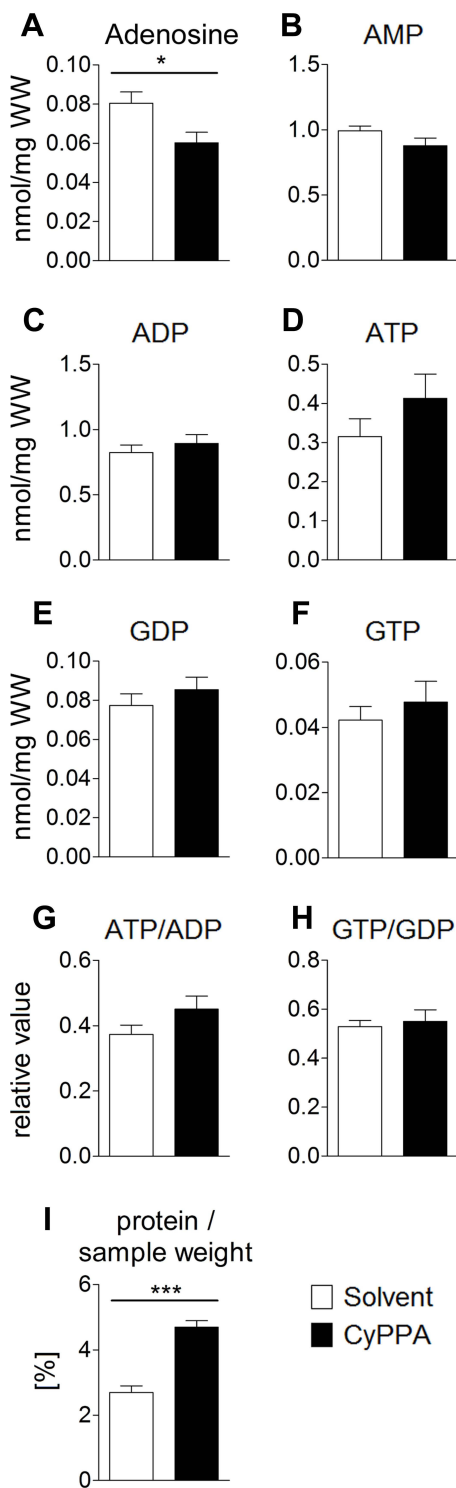 A
Adenosine
nmol/mg WW
0.10
0.08
0.06
0.04
0.02
0.00
*
B
AMP
1.5
1.0
0.5
0.0
C
ADP
nmol/mg WW
1.5
1.0
0.5
0.0
D
ATP
0.5
0.4
0.3
0.2
0.1
0.0
E
GDP
nmol/mg WW
0.10
0.08
0.06
0.04
0.02
0.00
F
GTP
0.06
0.04
0.02
0.00
G
ATP/ADP
relative value
0.6
0.4
0.2
0.0
H
GTP/GDP
0.8
0.6
0.4
0.2
0.0
I
protein /
sample weight
[%]
6
4
2
0
***
Solvent
CyPPA